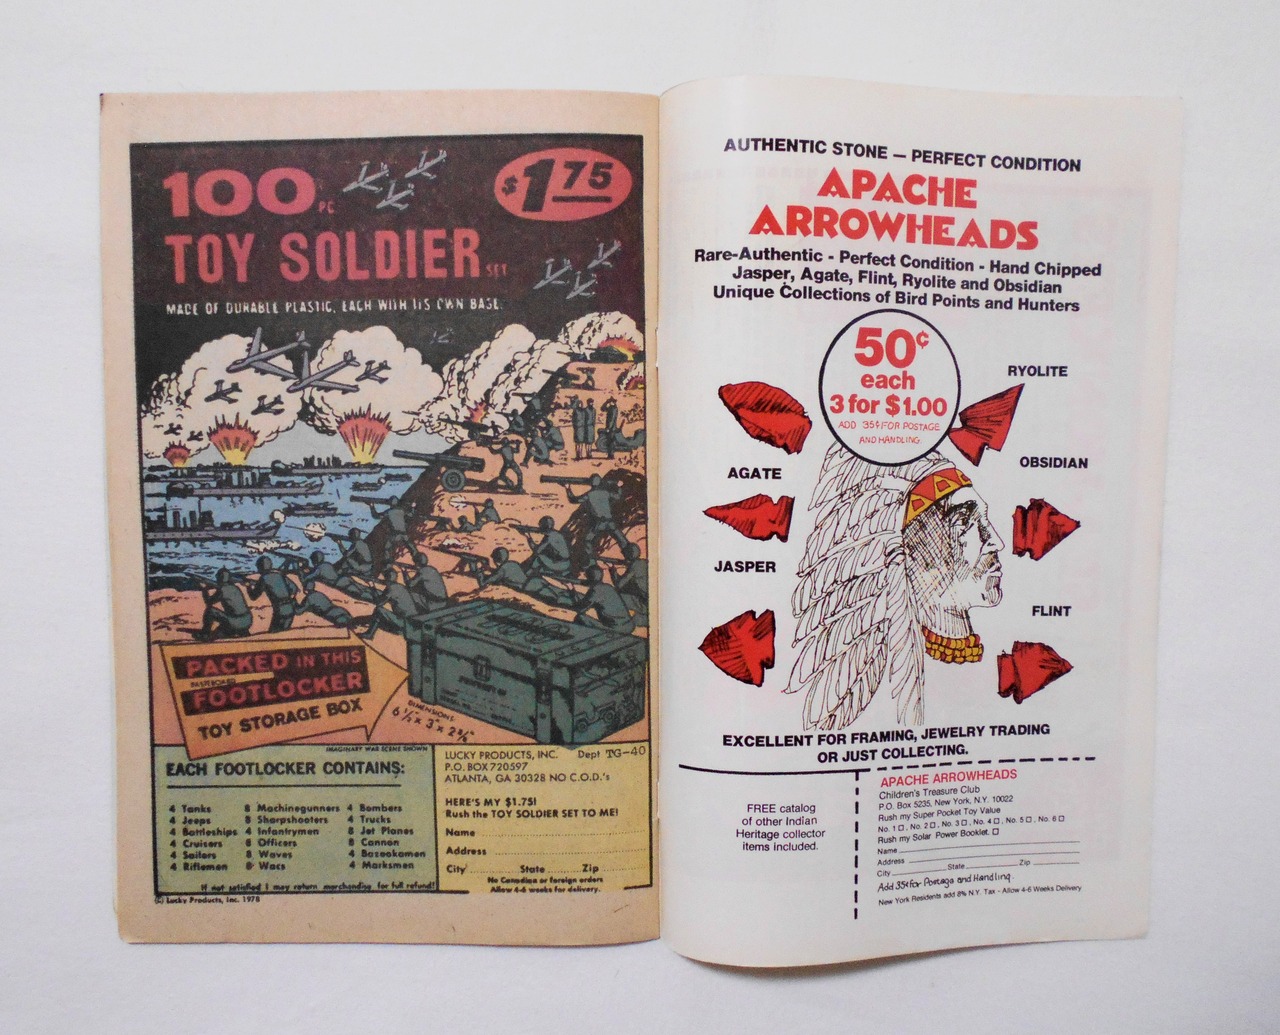 100 PC
$1.75
TOY SOLDIER SET
MADE OF DURABLE PLASTIC, EACH WITH ITS OWN BASE.
PACKED IN THIS
FOOTLOCKER
TOY STORAGE BOX
DIMENSIONS:
6 1/2" x 3" x 2 3/8"
IMAGINARY WAR SCENE SHOWN
EACH FOOTLOCKER CONTAINS:
4 Tanks 8 Machinegunners 4 Bombers
4 Jeeps 8 Sharpshooters 4 Trucks
4 Battleships 4 Infantrymen 8 Jet Planes
4 Cruisers 8 Officers 8 Cannon
4 Sailors 8 Waves 4 Bazookamen
4 Riflemen 8 Wacs 4 Marksmen
If not satisfied I may return merchandise for full refund!
© Lucky Products, Inc. 1978
LUCKY PRODUCTS, INC. Dept TG-40
P.O. BOX 720597
ATLANTA, GA 30328 NO C.O.D.'s
HERE'S MY $1.75!
Rush the TOY SOLDIER SET TO ME!
Name
Address
City State Zip
No Canadian or foreign orders
Allow 4-6 weeks for delivery.
AUTHENTIC STONE — PERFECT CONDITION
APACHE
ARROWHEADS
Rare-Authentic - Perfect Condition - Hand Chipped
Jasper, Agate, Flint, Ryolite and Obsidian
Unique Collections of Bird Points and Hunters
50¢
each
3 for $1.00
ADD 35¢ FOR POSTAGE
AND HANDLING
RYOLITE
AGATE
OBSIDIAN
JASPER
FLINT
EXCELLENT FOR FRAMING, JEWELRY TRADING
OR JUST COLLECTING.
FREE catalog
of other Indian
Heritage collector
items included.
APACHE ARROWHEADS
Children's Treasure Club
P.O. Box 5235, New York, N.Y. 10022
Rush my Super Pocket Toy Value
No. 1 □, No. 2 □, No. 3 □, No. 4 □, No. 5 □, No. 6 □
Rush my Solar Power Booklet. □
Name
Address
City State Zip
Add 35¢ for Postage and Handling.
New York Residents add 8% N.Y. Tax - Allow 4-6 Weeks Delivery